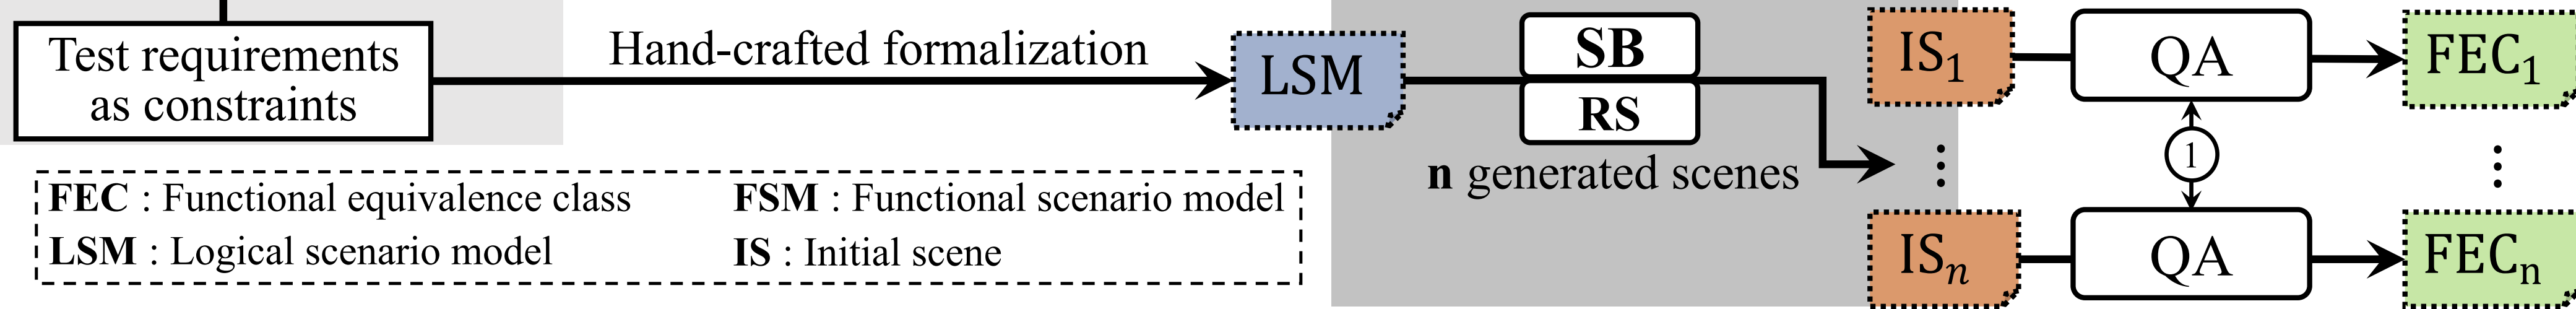 Test requirements
as constraints
Hand-crafted formalization
LSM
SB
RS
n generated scenes
IS1
QA
FEC1
⋮
1
⋮
ISn
QA
FECn
FEC : Functional equivalence class
FSM : Functional scenario model
LSM : Logical scenario model
IS : Initial scene